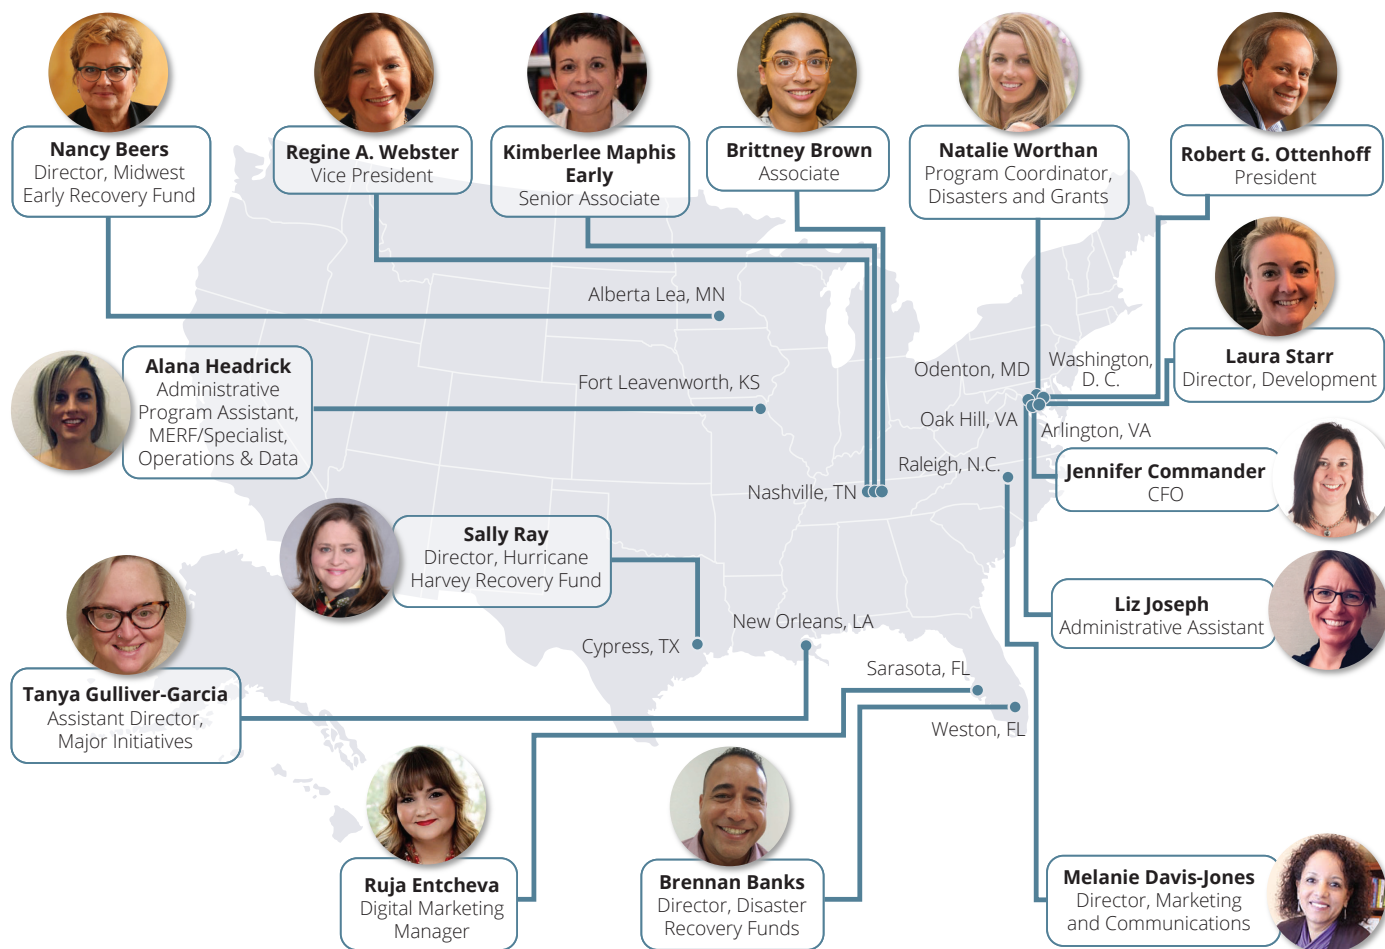 Nancy Beers
Director, Midwest
Early Recovery Fund
Regine A. Webster
Vice President
Kimberlee Maphis
Early
Senior Associate
Brittney Brown
Associate
Natalie Worthan
Program Coordinator,
Disasters and Grants
Robert G. Ottenhoff
President
Laura Starr
Director, Development
Alberta Lea, MN
Alana Headrick
Administrative
Program Assistant,
MERF/Specialist,
Operations & Data
Fort Leavenworth, KS
Odenton, MD
Washington,
D. C.
Oak Hill, VA
Arlington, VA
Jennifer Commander
CFO
Raleigh, N.C.
Nashville, TN
Sally Ray
Director, Hurricane
Harvey Recovery Fund
Liz Joseph
Administrative Assistant
Cypress, TX
New Orleans, LA
Sarasota, FL
Weston, FL
Tanya Gulliver-Garcia
Assistant Director,
Major Initiatives
Ruja Entcheva
Digital Marketing
Manager
Brennan Banks
Director, Disaster
Recovery Funds
Melanie Davis-Jones
Director, Marketing
and Communications